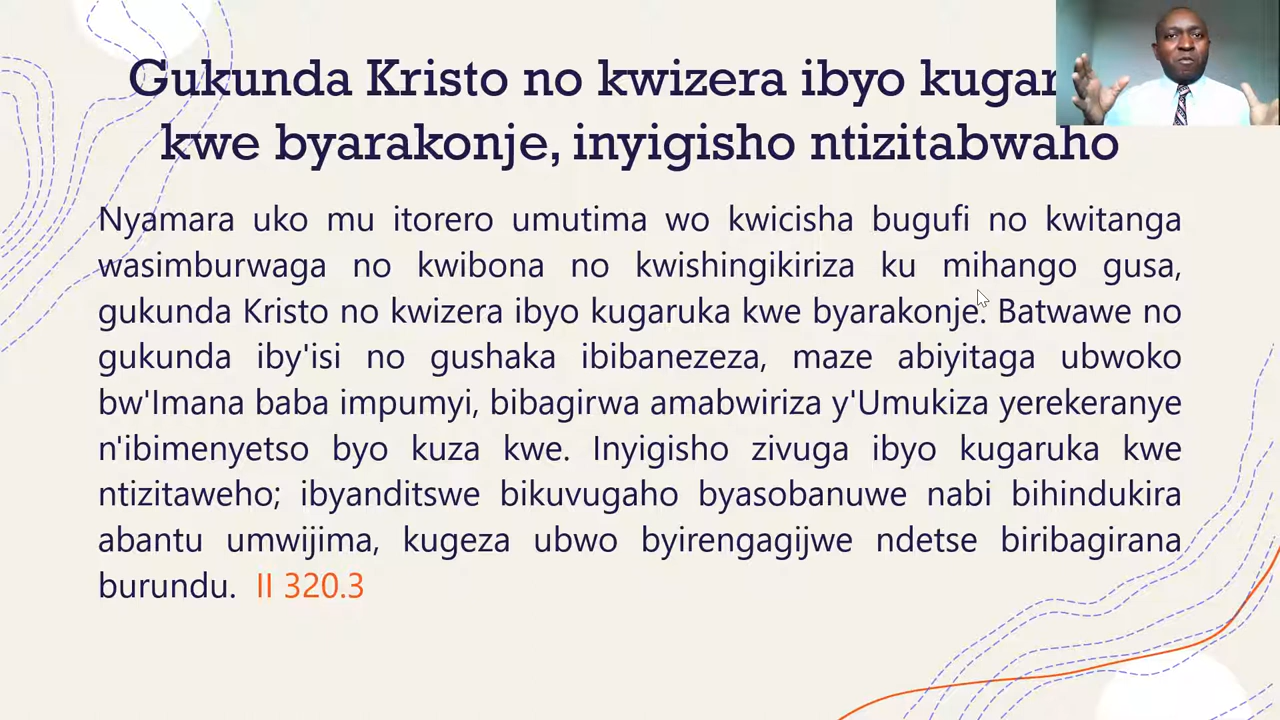 Gukunda Kristo no kwizera ibyo
kwe byarakonje, inyigisho ntizitabwaho
Nyamara uko mu itorero umutima wo kwicisha bugufi no kwitanga
wasimburwaga no kwibona no kwishingikiriza ku mihango gusa,
gukunda Kristo no kwizera ibyo kugaruka kwe byarakonje. Batwawe no
gukunda iby'isi no gushaka ibibanezeza, maze abiyitaga ubwoko
bw'Imana baba impumyi, bibagirwa amabwiriza y'Umukiza yerekeranye
n'ibimenyetso byo kuza kwe. Inyigisho zivuga ibyo kugaruka kwe
ntizitaweho; ibyanditswe bikuvugaho byasobanuwe nabi bihindukira
abantu umwijima, kugeza ubwo byirengagijwe ndetse biribagirana
burundu. II 320.3